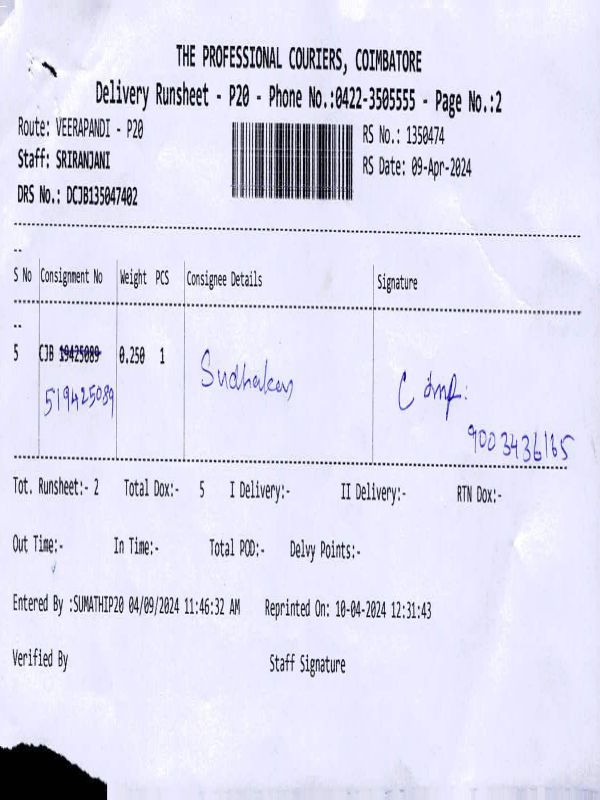 THE PROFESSIONAL COURIERS, COIMBATORE
Delivery Runsheet - P20 - Phone No.:0422-3505555 - Page No.:2
Route: VEERAPANDI - P20
RS No.: 1350474
Staff: SRIRANJANI
RS Date: 09-Apr-2024
DRS No.: DCJB135047402
--
S No Consignment No Weight PCS Consignee Details Signature
--
5 CJB 19425089 0.250 1 Sudhakar
519425089
9003436165
Tot. Runsheet:- 2 Total Dox:- 5 I Delivery:- II Delivery:- RTN Dox:-
Out Time:- In Time:- Total POD:- Delvy Points:-
Entered By :SUMATHIP20 04/09/2024 11:46:32 AM Reprinted On: 10-04-2024 12:31:43
Verified By Staff Signature